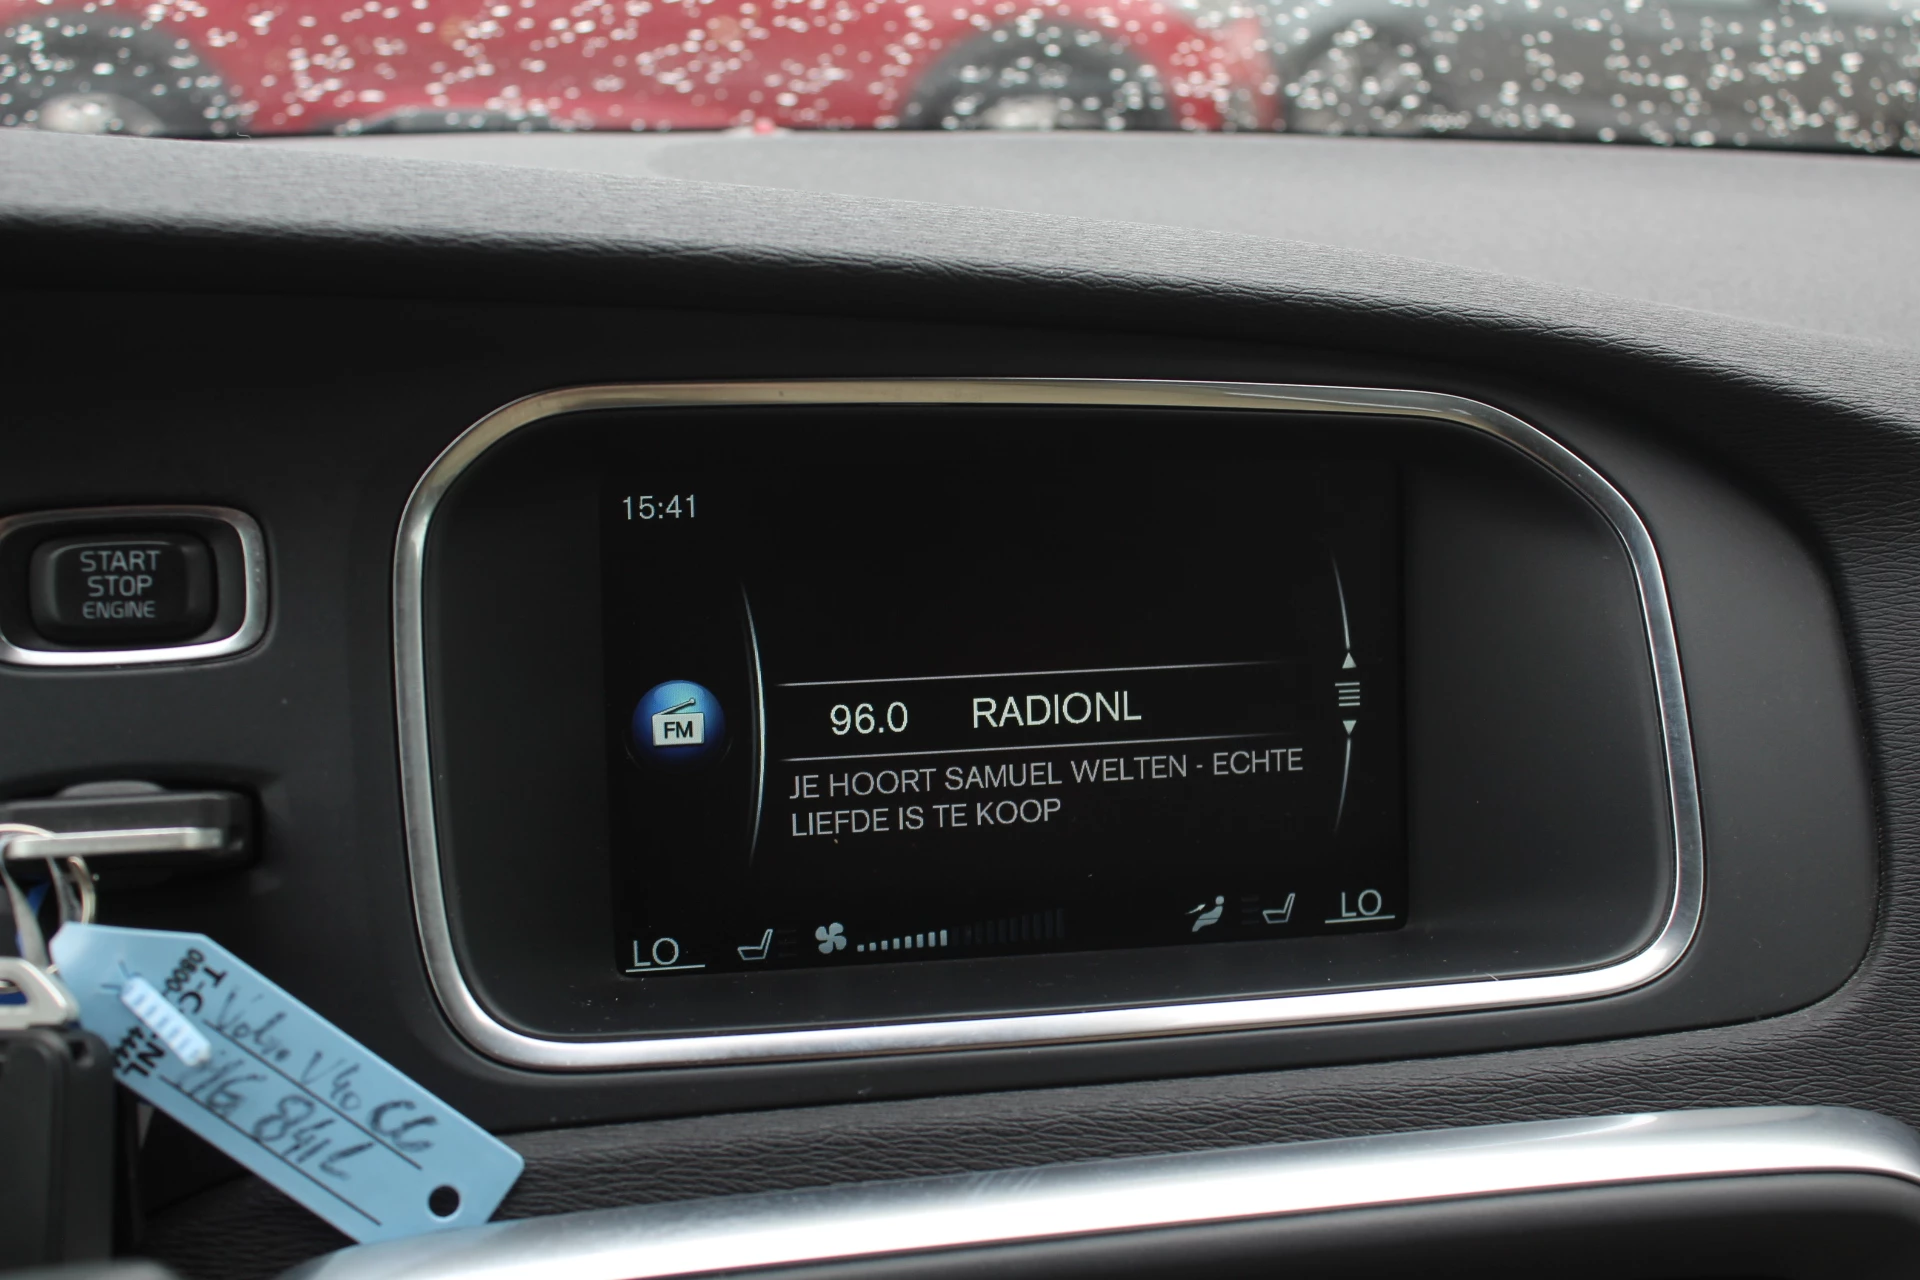 15:41
START
STOP
ENGINE
FM
96.0 RADIONL
JE HOORT SAMUEL WELTEN - ECHTE
LIEFDE IS TE KOOP
LO
LO
Volvo V40 CC
841L